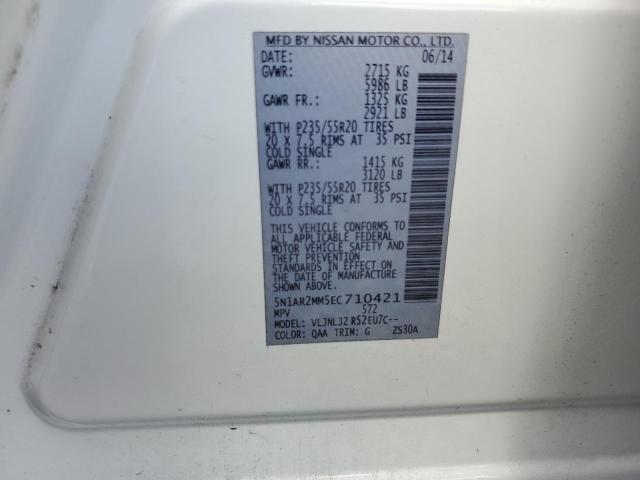 MFD BY NISSAN MOTOR CO., LTD.
DATE: 06/14
GVWR: 2715 KG
5986 LB
GAWR FR.: 1325 KG
2921 LB
WITH P235/55R20 TIRES
20 X 7.5 RIMS AT 35 PSI
COLD SINGLE
GAWR RR.: 1415 KG
3120 LB
WITH P235/55R20 TIRES
20 X 7.5 RIMS AT 35 PSI
COLD SINGLE
THIS VEHICLE CONFORMS TO
ALL APPLICABLE FEDERAL
MOTOR VEHICLE SAFETY AND
THEFT PREVENTION
STANDARDS IN EFFECT ON
THE DATE OF MANUFACTURE
SHOWN ABOVE.
5N1AR2MM5EC710421
MPV 572
MODEL: VLJNLJZ R52EU7C--
COLOR: QAA TRIM: G ZS30A